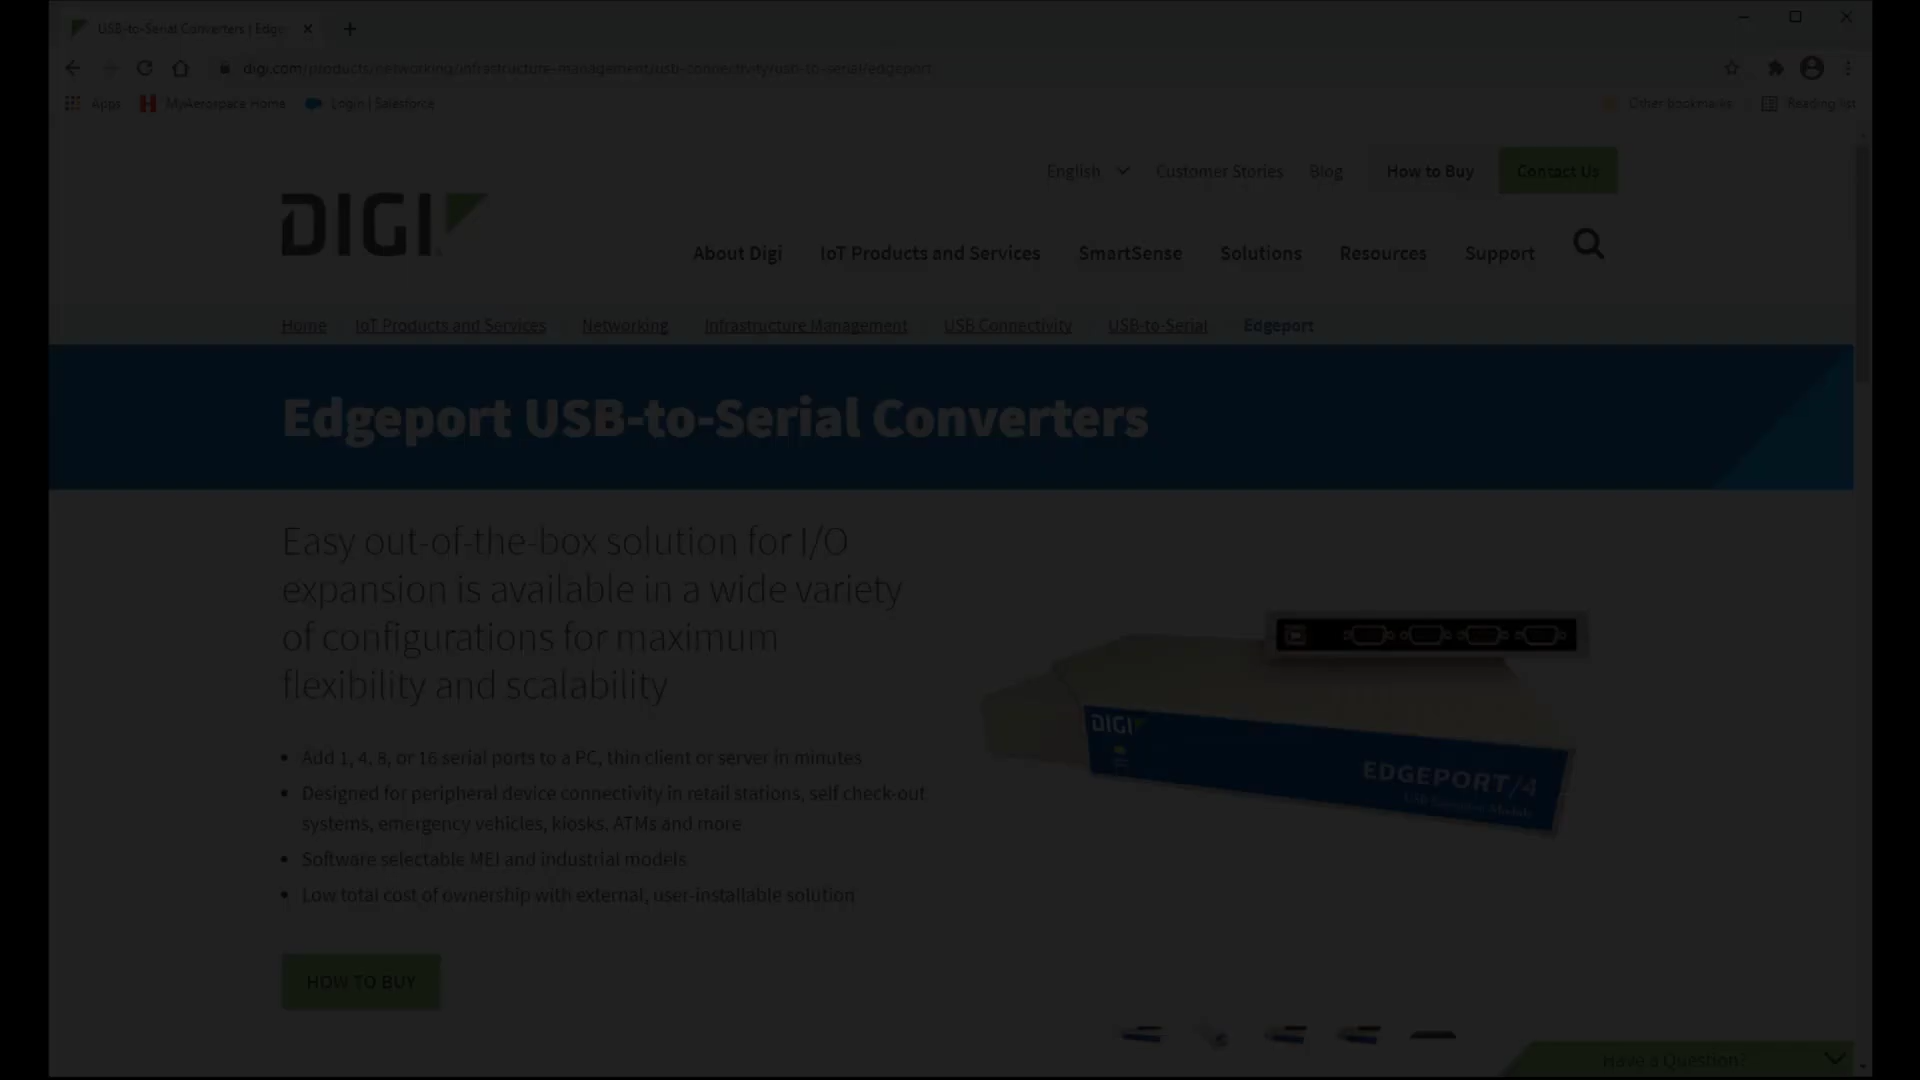 USB-to-Serial Converters | Edge
digi.com/products/networking/infrastructure-management/usb-connectivity/usb-to-serial/edgeport
Apps MyAerospace Home Login | Salesforce Other bookmarks Reading list
English Customer Stories Blog How to Buy Contact Us
DIGI
About Digi IoT Products and Services SmartSense Solutions Resources Support
Home IoT Products and Services Networking Infrastructure Management USB Connectivity USB-to-Serial Edgeport
Edgeport USB-to-Serial Converters
Easy out-of-the-box solution for I/O
expansion is available in a wide variety
of configurations for maximum
flexibility and scalability
• Add 1, 4, 8, or 16 serial ports to a PC, thin client or server in minutes
• Designed for peripheral device connectivity in retail stations, self check-out
systems, emergency vehicles, kiosks, ATMs and more
• Software selectable MEI and industrial models
• Low total cost of ownership with external, user-installable solution
HOW TO BUY
DIGI
EDGEPORT/4
USB Expansion Module
Have a Question?